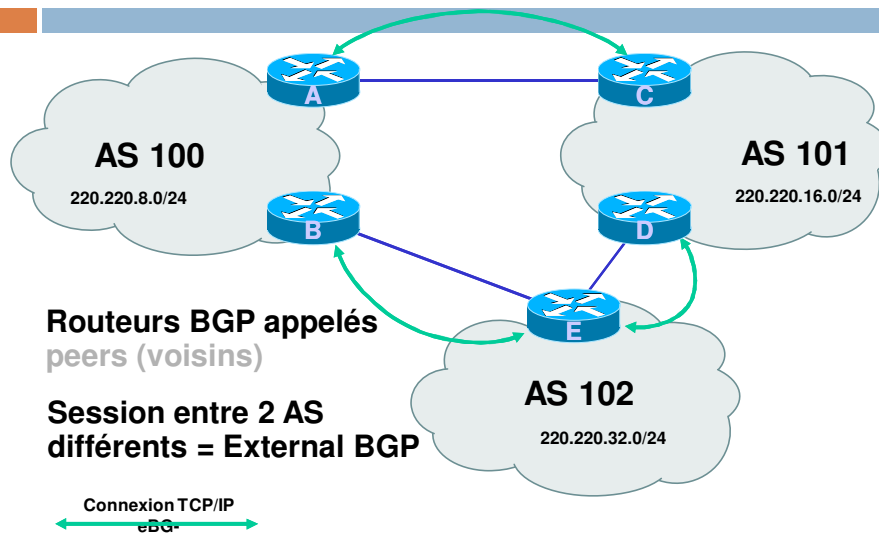 A
C
AS 100
AS 101
220.220.8.0/24
220.220.16.0/24
B
D
E
Routeurs BGP appelés
peers (voisins)
AS 102
Session entre 2 AS
différents = External BGP
220.220.32.0/24
Connexion TCP/IP
eBG-